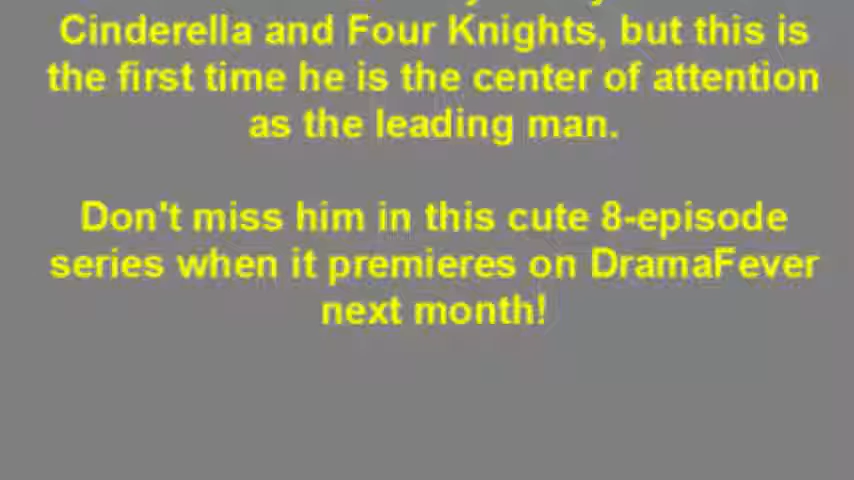 Cinderella and Four Knights, but this is
the first time he is the center of attention
as the leading man.
Don't miss him in this cute 8-episode
series when it premieres on DramaFever
next month!